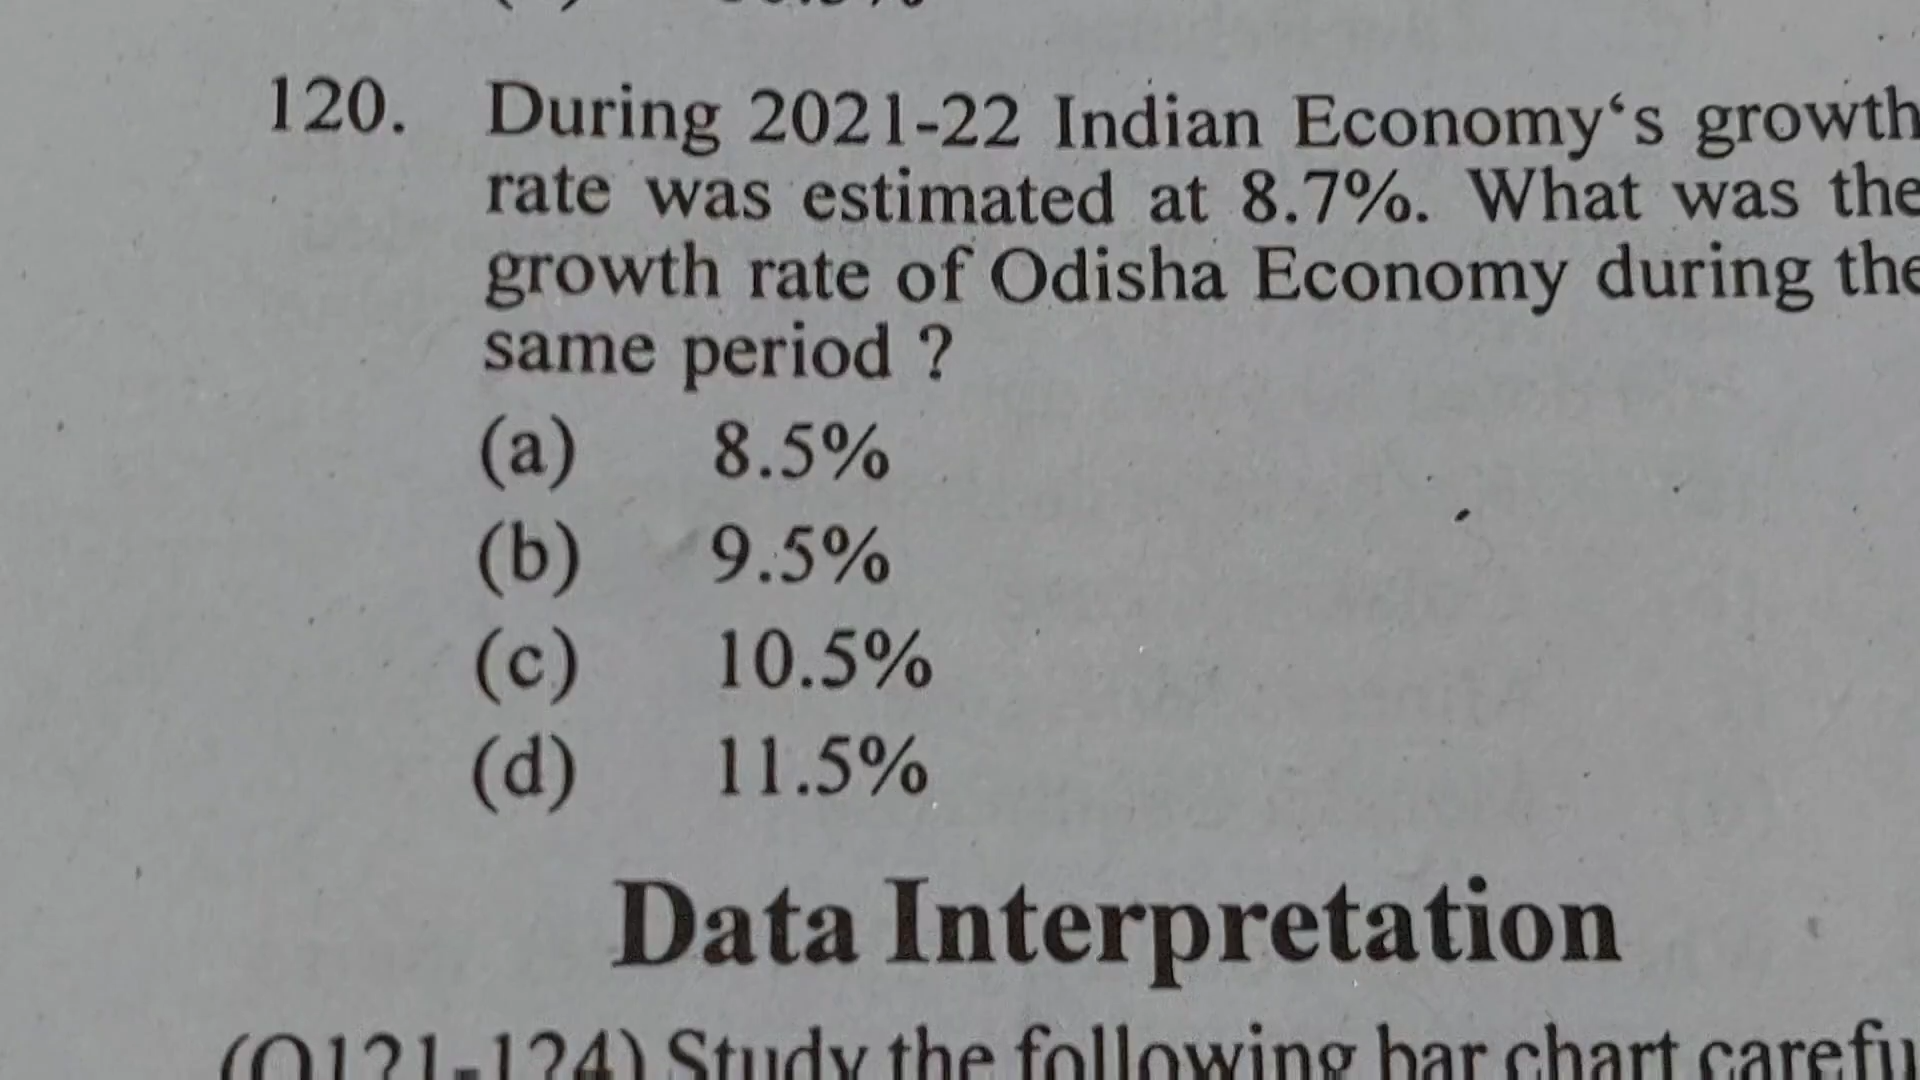 120. During 2021-22 Indian Economy‘s growth
rate was estimated at 8.7%. What was the
growth rate of Odisha Economy during the
same period ?
(a) 8.5%
(b) 9.5%
(c) 10.5%
(d) 11.5%
Data Interpretation
(Q121-124) Study the following bar chart carefu